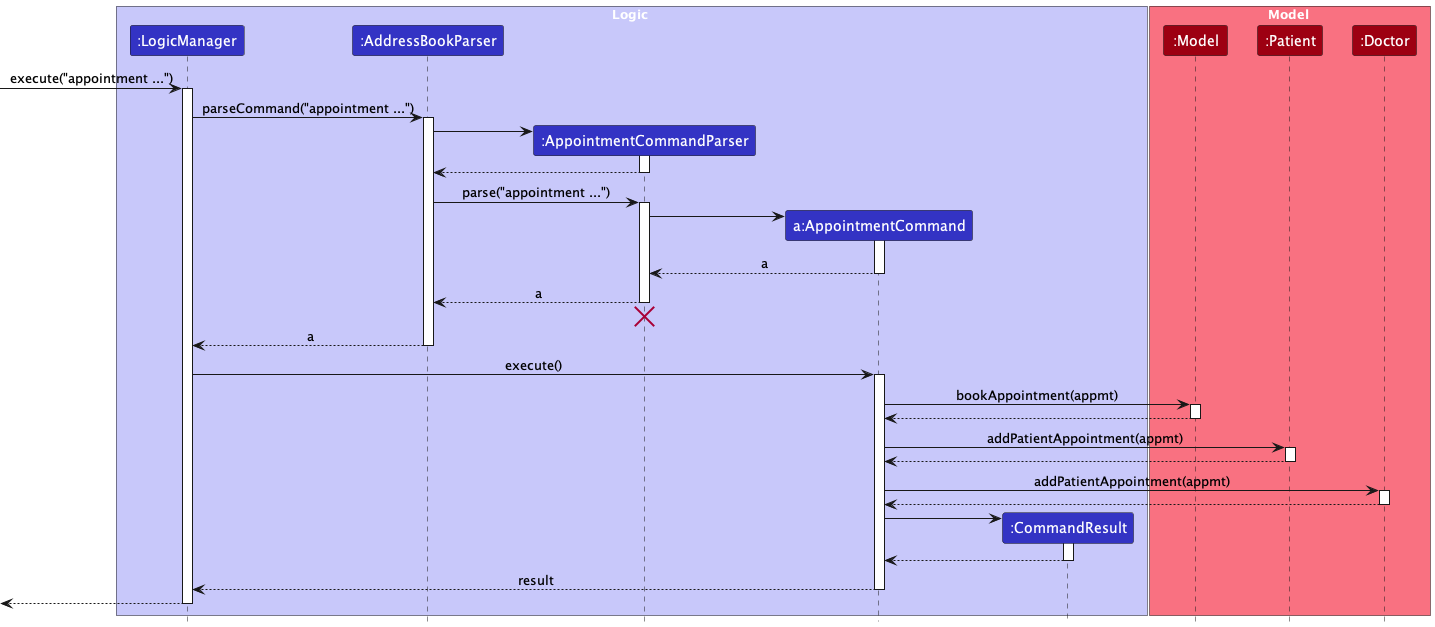 Logic
Model
:LogicManager
:AddressBookParser
:Model
:Patient
:Doctor
execute("appointment ...")
parseCommand("appointment ...")
:AppointmentCommandParser
parse("appointment ...")
a:AppointmentCommand
a
a
a
execute()
bookAppointment(appmt)
addPatientAppointment(appmt)
addPatientAppointment(appmt)
:CommandResult
result